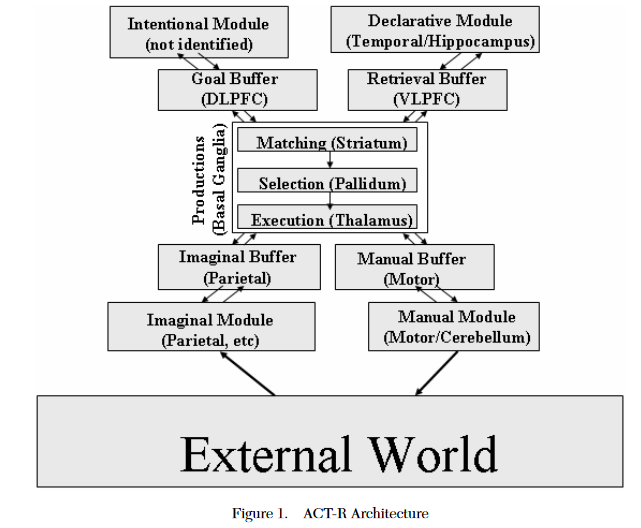 Intentional Module
(not identified)
Declarative Module
(Temporal/Hippocampus)
Goal Buffer
(DLPFC)
Retrieval Buffer
(VLPFC)
Productions
(Basal Ganglia)
Matching (Striatum)
Selection (Pallidum)
Execution (Thalamus)
Imaginal Buffer
(Parietal)
Manual Buffer
(Motor)
Imaginal Module
(Parietal, etc)
Manual Module
(Motor/Cerebellum)
External World
Figure 1. ACT-R Architecture